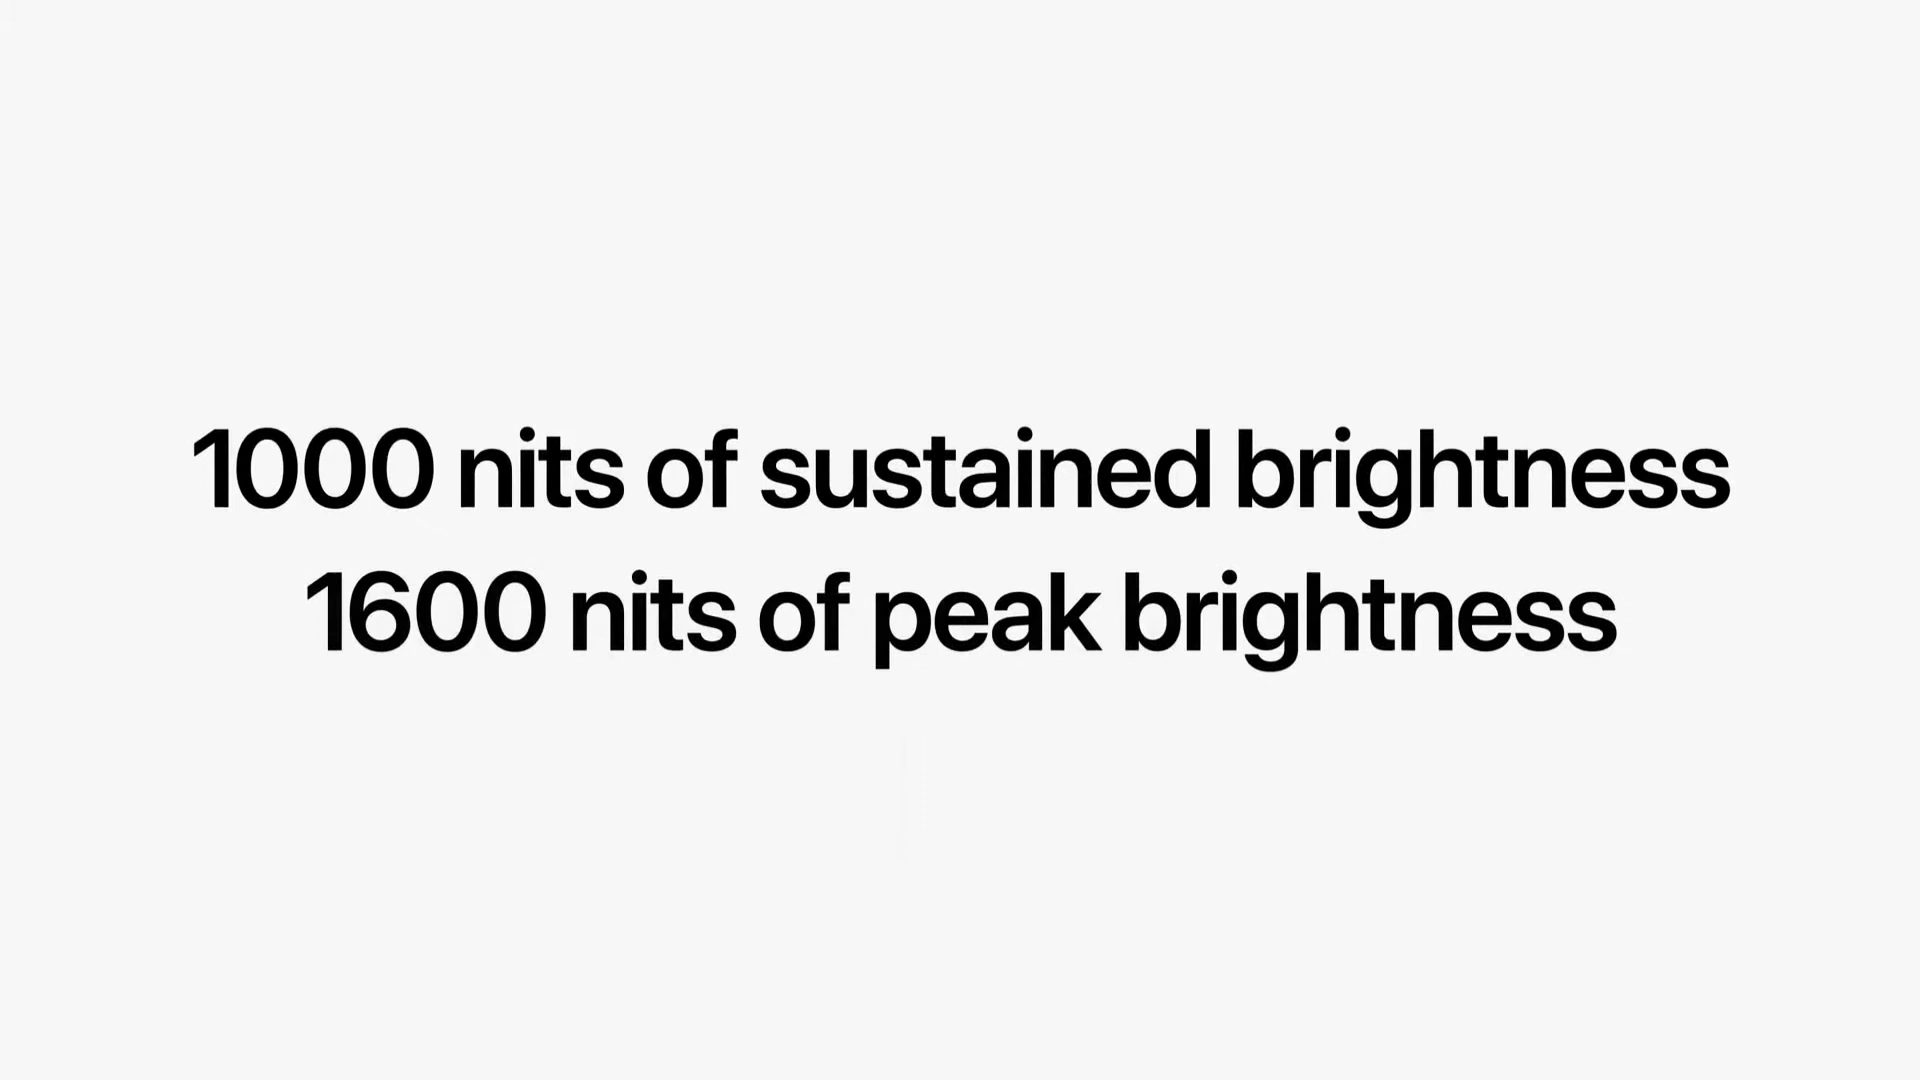 1000 nits of sustained brightness
1600 nits of peak brightness